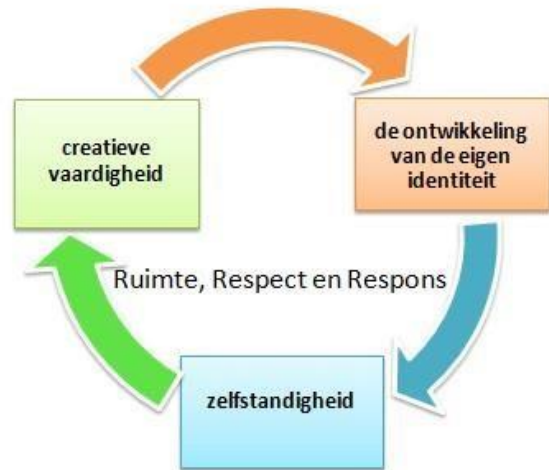 creatieve
vaardigheid
de ontwikkeling
van de eigen
identiteit
Ruimte, Respect en Respons
zelfstandigheid